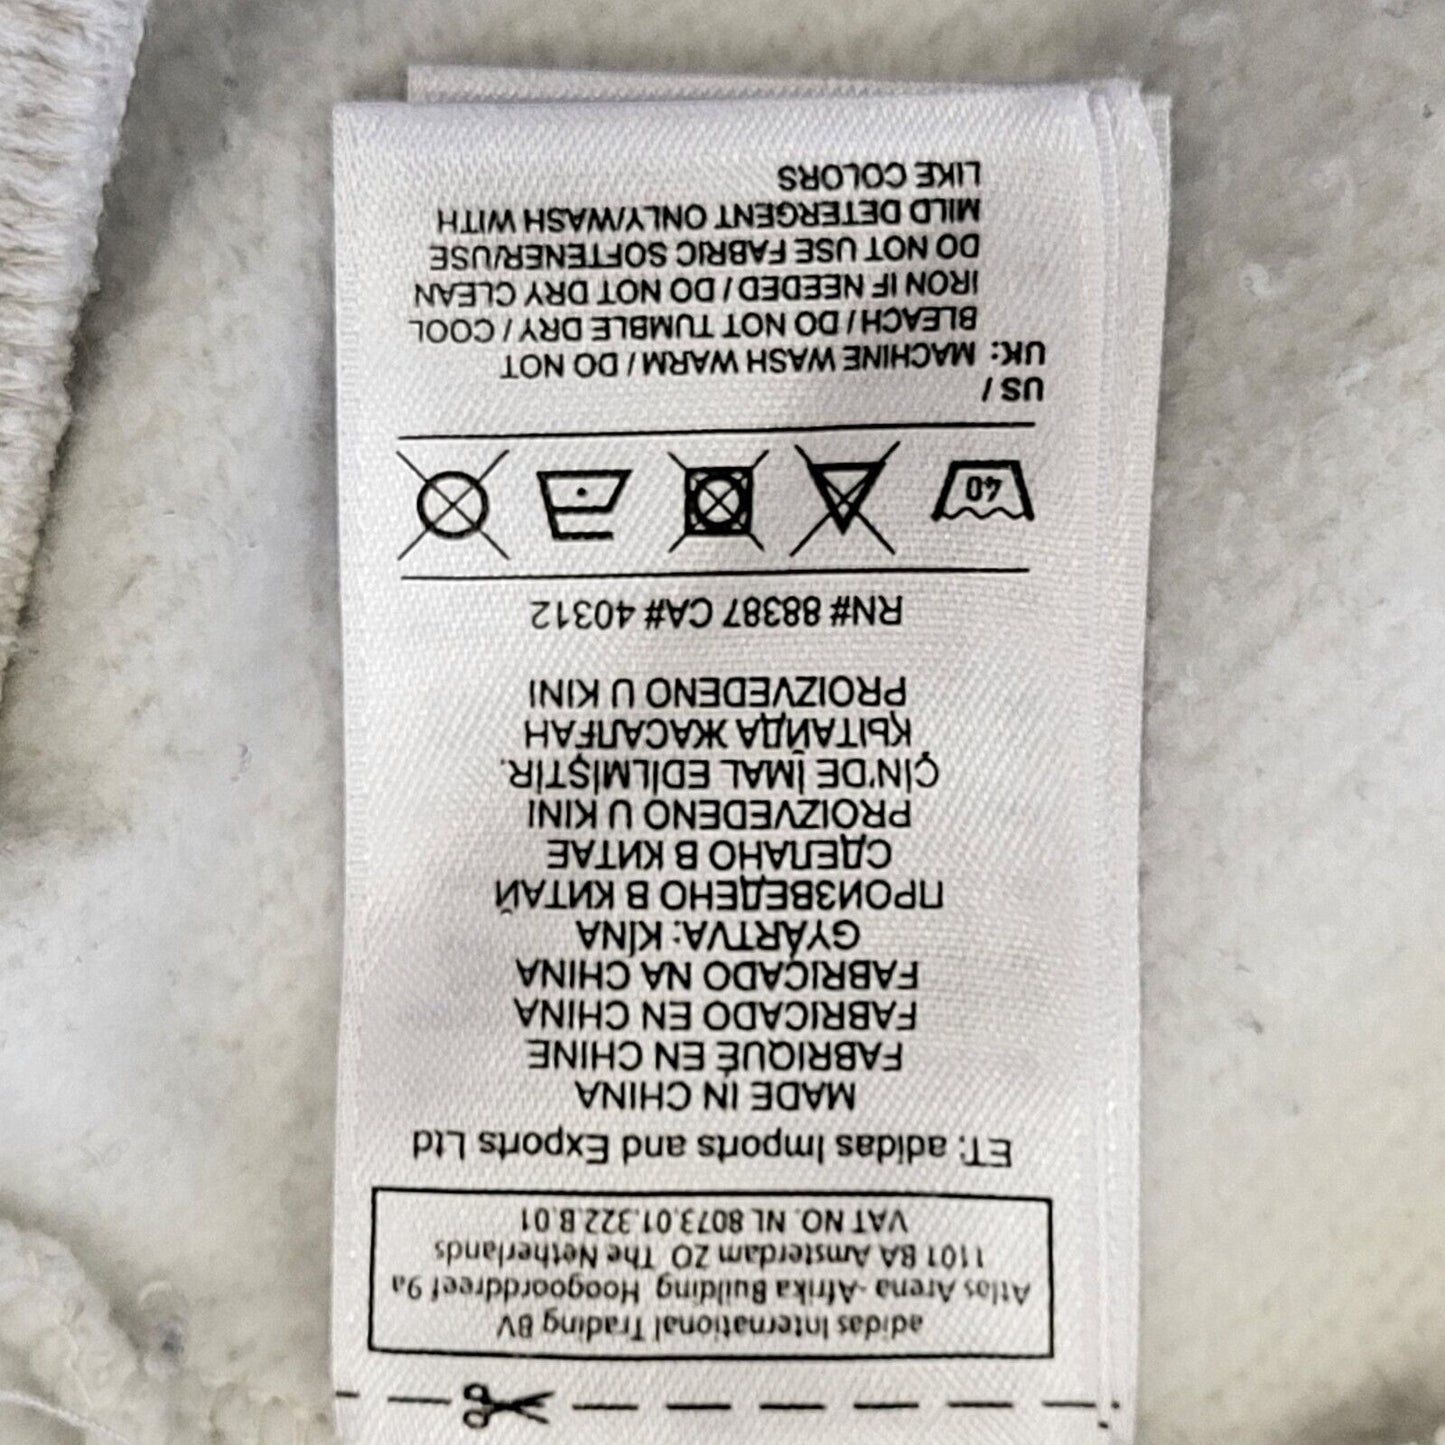 adidas International Trading BV
Atlas Arena -Afrika Building Hoogoorddreef 9a
1101 BA Amsterdam ZO The Netherlands
VAT NO. NL 8073.01.322.B.01
ET: adidas Imports and Exports Ltd
MADE IN CHINA
FABRIQUÉ EN CHINE
FABRICADO EN CHINA
FABRICADO NA CHINA
GYÁRTVA: KÍNA
ПРОИЗВЕДЕНО В КИТАЙ
СДЕЛАНО В КИТАЕ
PROIZVEDENO U KINI
ÇİN'DE İMAL EDİLMİŞTİR.
ҚЫТАЙДА ЖАСАЛҒАН
PROIZVEDENO U KINI
RN# 88387 CA# 40312
40
US /
UK: MACHINE WASH WARM / DO NOT
BLEACH / DO NOT TUMBLE DRY / COOL
IRON IF NEEDED / DO NOT DRY CLEAN
DO NOT USE FABRIC SOFTENER/USE
MILD DETERGENT ONLY/WASH WITH
LIKE COLORS